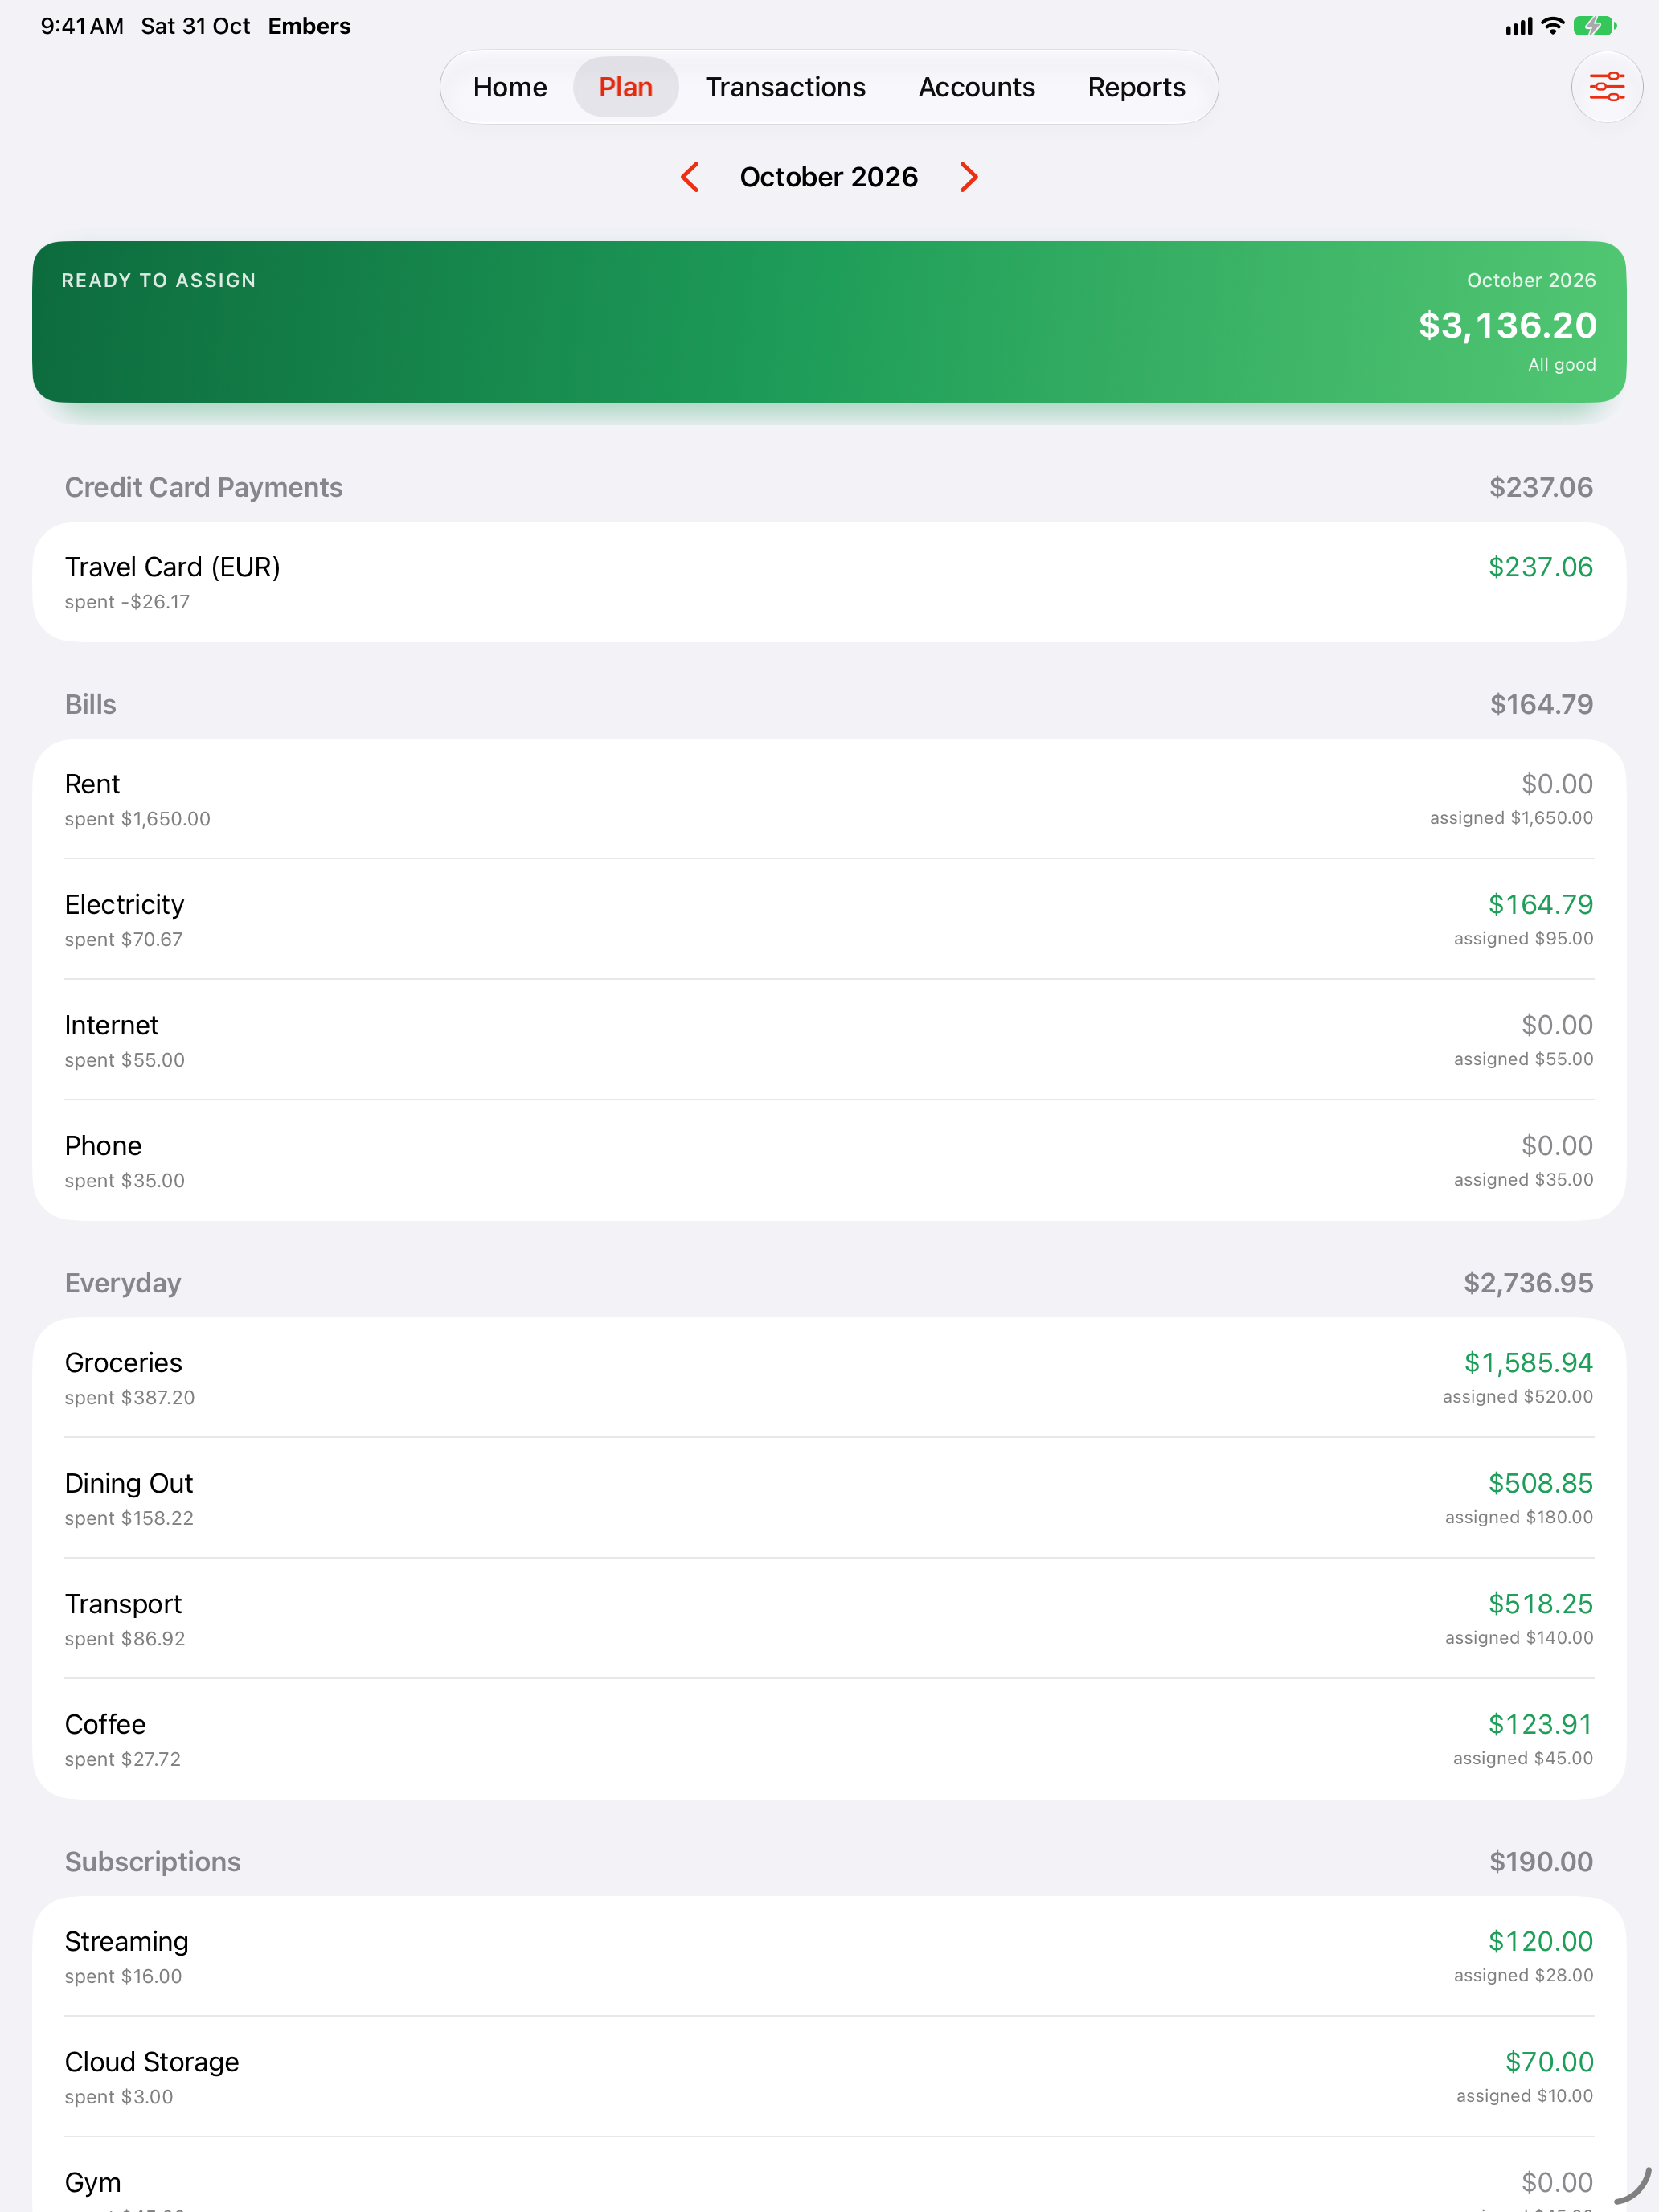 9:41 AM Sat 31 Oct Embers
Home Plan Transactions Accounts Reports
October 2026
READY TO ASSIGN
October 2026
$3,136.20
All good
Credit Card Payments $237.06
Travel Card (EUR) $237.06
spent -$26.17
Bills $164.79
Rent $0.00
spent $1,650.00 assigned $1,650.00
Electricity $164.79
spent $70.67 assigned $95.00
Internet $0.00
spent $55.00 assigned $55.00
Phone $0.00
spent $35.00 assigned $35.00
Everyday $2,736.95
Groceries $1,585.94
spent $387.20 assigned $520.00
Dining Out $508.85
spent $158.22 assigned $180.00
Transport $518.25
spent $86.92 assigned $140.00
Coffee $123.91
spent $27.72 assigned $45.00
Subscriptions $190.00
Streaming $120.00
spent $16.00 assigned $28.00
Cloud Storage $70.00
spent $3.00 assigned $10.00
Gym $0.00